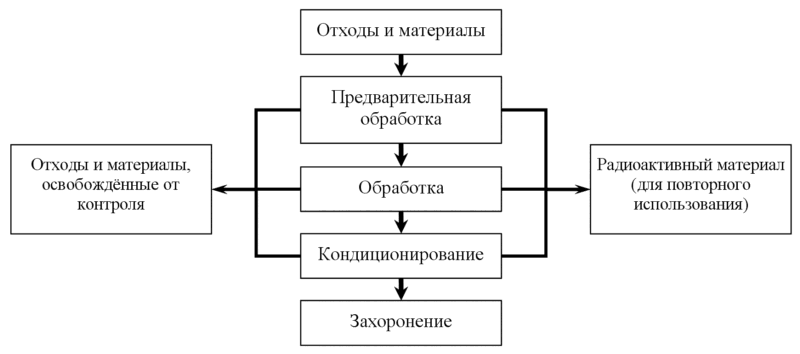 Отходы и материалы
Предварительная
обработка
Отходы и материалы,
освобождённые от
контроля
Обработка
Радиоактивный материал
(для повторного
использования)
Кондиционирование
Захоронение